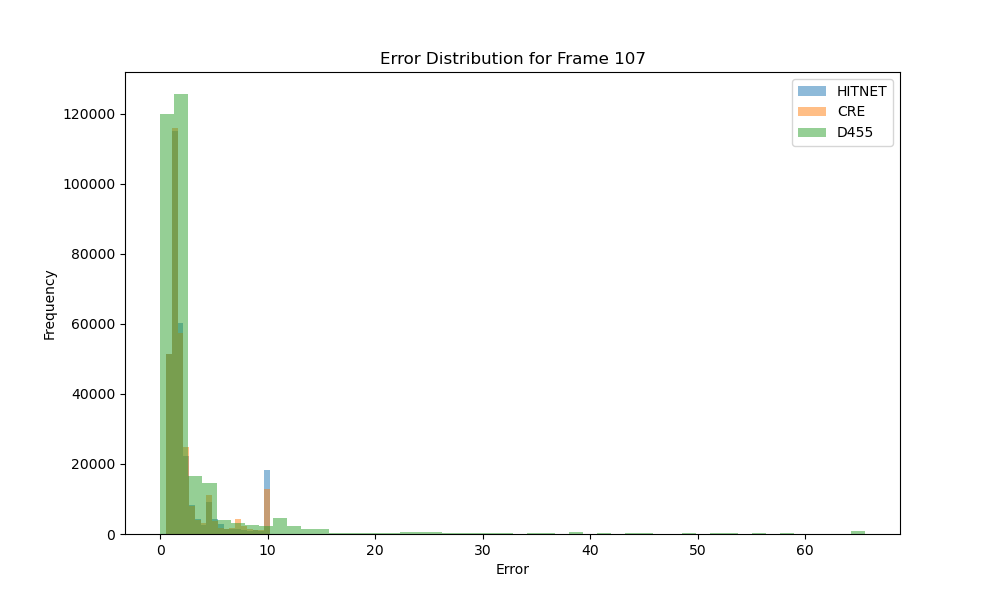 Error Distribution for Frame 107
HITNET
CRE
D455
120000
100000
80000
60000
40000
20000
0
Frequency
0 10 20 30 40 50 60
Error